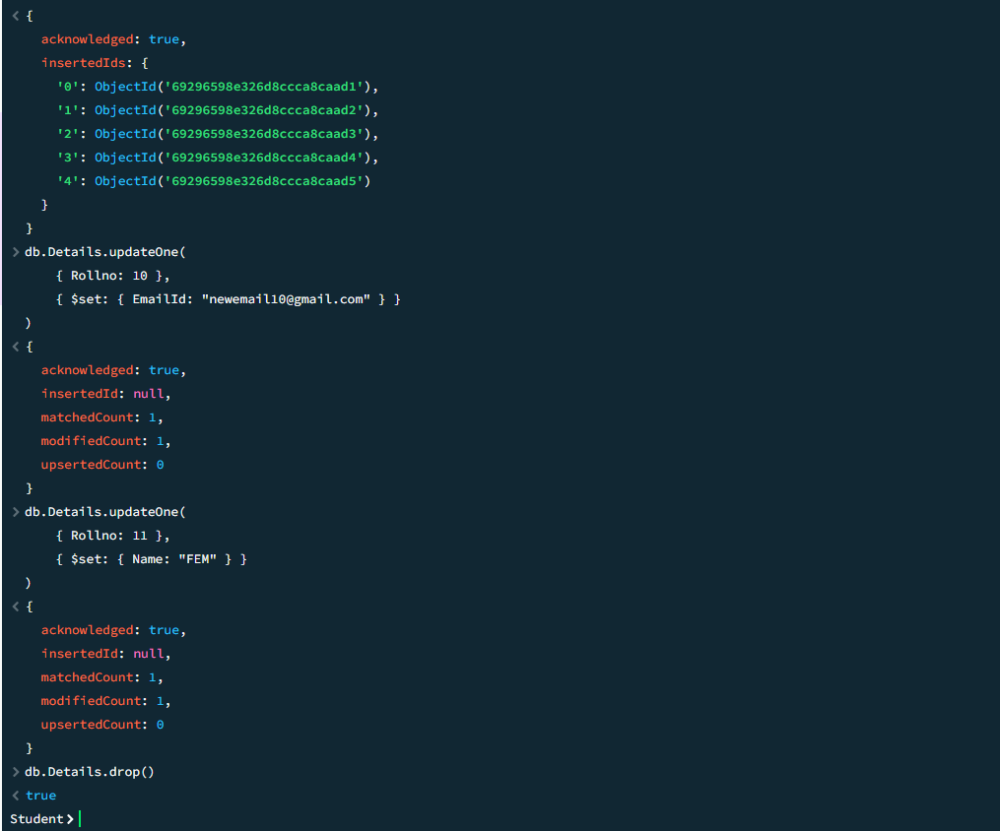 < {
acknowledged: true,
insertedIds: {
'0': ObjectId('69296598e326d8ccca8caad1'),
'1': ObjectId('69296598e326d8ccca8caad2'),
'2': ObjectId('69296598e326d8ccca8caad3'),
'3': ObjectId('69296598e326d8ccca8caad4'),
'4': ObjectId('69296598e326d8ccca8caad5')
}
}
> db.Details.updateOne(
{ Rollno: 10 },
{ $set: { EmailId: "newemail10@gmail.com" } }
)
< {
acknowledged: true,
insertedId: null,
matchedCount: 1,
modifiedCount: 1,
upsertedCount: 0
}
> db.Details.updateOne(
{ Rollno: 11 },
{ $set: { Name: "FEM" } }
)
< {
acknowledged: true,
insertedId: null,
matchedCount: 1,
modifiedCount: 1,
upsertedCount: 0
}
> db.Details.drop()
< true
Student>